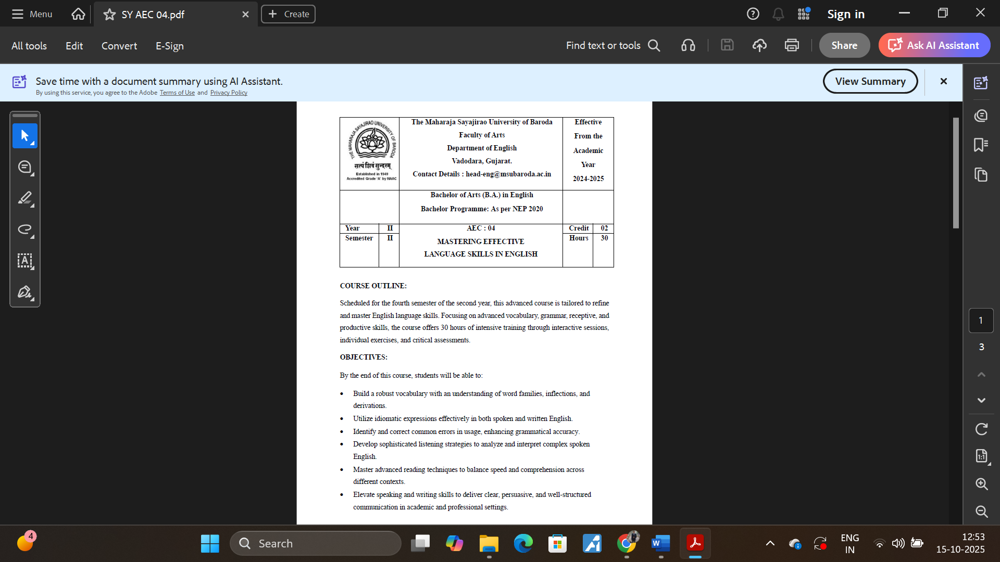 Menu
SY AEC 04.pdf
Create
Sign in
All tools
Edit
Convert
E-Sign
Find text or tools
Share
Ask AI Assistant
Save time with a document summary using AI Assistant.
By using this service, you agree to the Adobe Terms of Use and Privacy Policy
View Summary
THE MAHARAJA SAYAJIRAO UNIVERSITY OF BARODA
सत्यं शिवं सुन्दरम्
Established in 1949
Accredited Grade 'A' by NAAC
The Maharaja Sayajirao University of Baroda
Faculty of Arts
Department of English
Vadodara, Gujarat.
Contact Details : head-eng@msubaroda.ac.in
Effective
From the
Academic
Year
2024-2025
Bachelor of Arts (B.A.) in English
Bachelor Programme: As per NEP 2020
Year II
Semester II
AEC : 04
MASTERING EFFECTIVE
LANGUAGE SKILLS IN ENGLISH
Credit 02
Hours 30
COURSE OUTLINE:
Scheduled for the fourth semester of the second year, this advanced course is tailored to refine
and master English language skills. Focusing on advanced vocabulary, grammar, receptive, and
productive skills, the course offers 30 hours of intensive training through interactive sessions,
individual exercises, and critical assessments.
OBJECTIVES:
By the end of this course, students will be able to:
• Build a robust vocabulary with an understanding of word families, inflections, and
derivations.
• Utilize idiomatic expressions effectively in both spoken and written English.
• Identify and correct common errors in usage, enhancing grammatical accuracy.
• Develop sophisticated listening strategies to analyze and interpret complex spoken
English.
• Master advanced reading techniques to balance speed and comprehension across
different contexts.
• Elevate speaking and writing skills to deliver clear, persuasive, and well-structured
communication in academic and professional settings.
1
3
1:1
4
Search
ENG
IN
12:53
15-10-2025